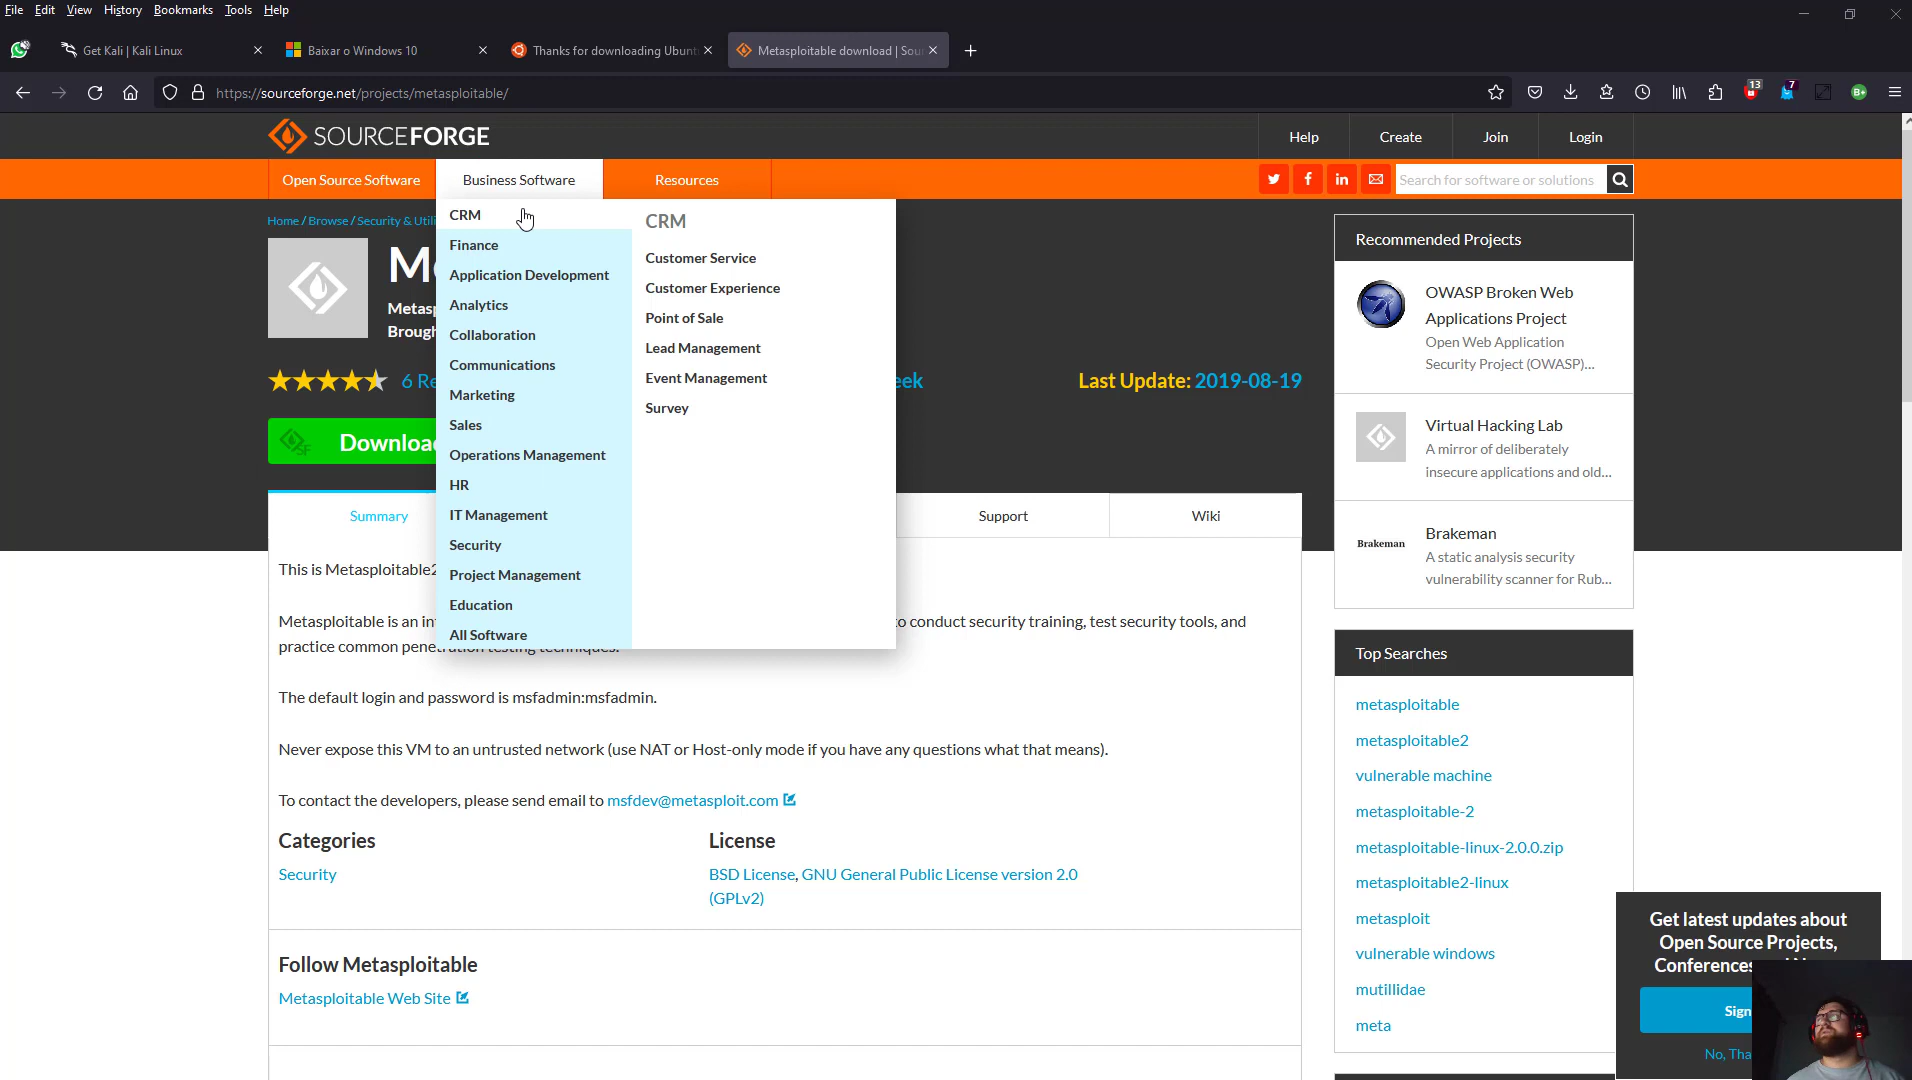 File Edit View History Bookmarks Tools Help
Get Kali | Kali Linux
Baixar o Windows 10
Thanks for downloading Ubunt
Metasploitable download | Sou
https://sourceforge.net/projects/metasploitable/
13
7
SOURCEFORGE
Help Create Join Login
Open Source Software Business Software Resources
Search for software or solutions
Home / Browse / Security & Utili
CRM
Finance
Application Development
Analytics
Collaboration
Communications
Marketing
Sales
Operations Management
HR
IT Management
Security
Project Management
Education
All Software
CRM
Customer Service
Customer Experience
Point of Sale
Lead Management
Event Management
Survey
Metasp
Brough
6 Re
eek
Last Update: 2019-08-19
Download
Summary Support Wiki
This is Metasploitable2
Metasploitable is an in o conduct security training, test security tools, and
practice common penetration testing techniques.
The default login and password is msfadmin:msfadmin.
Never expose this VM to an untrusted network (use NAT or Host-only mode if you have any questions what that means).
To contact the developers, please send email to msfdev@metasploit.com
Categories
Security
License
BSD License, GNU General Public License version 2.0
(GPLv2)
Follow Metasploitable
Metasploitable Web Site
Recommended Projects
OWASP Broken Web
Applications Project
Open Web Application
Security Project (OWASP)...
Virtual Hacking Lab
A mirror of deliberately
insecure applications and old...
Brakeman
Brakeman
A static analysis security
vulnerability scanner for Rub...
Top Searches
metasploitable
metasploitable2
vulnerable machine
metasploitable-2
metasploitable-linux-2.0.0.zip
metasploitable2-linux
metasploit
vulnerable windows
mutillidae
meta
Get latest updates about
Open Source Projects,
Conferences
Sign
No, Tha